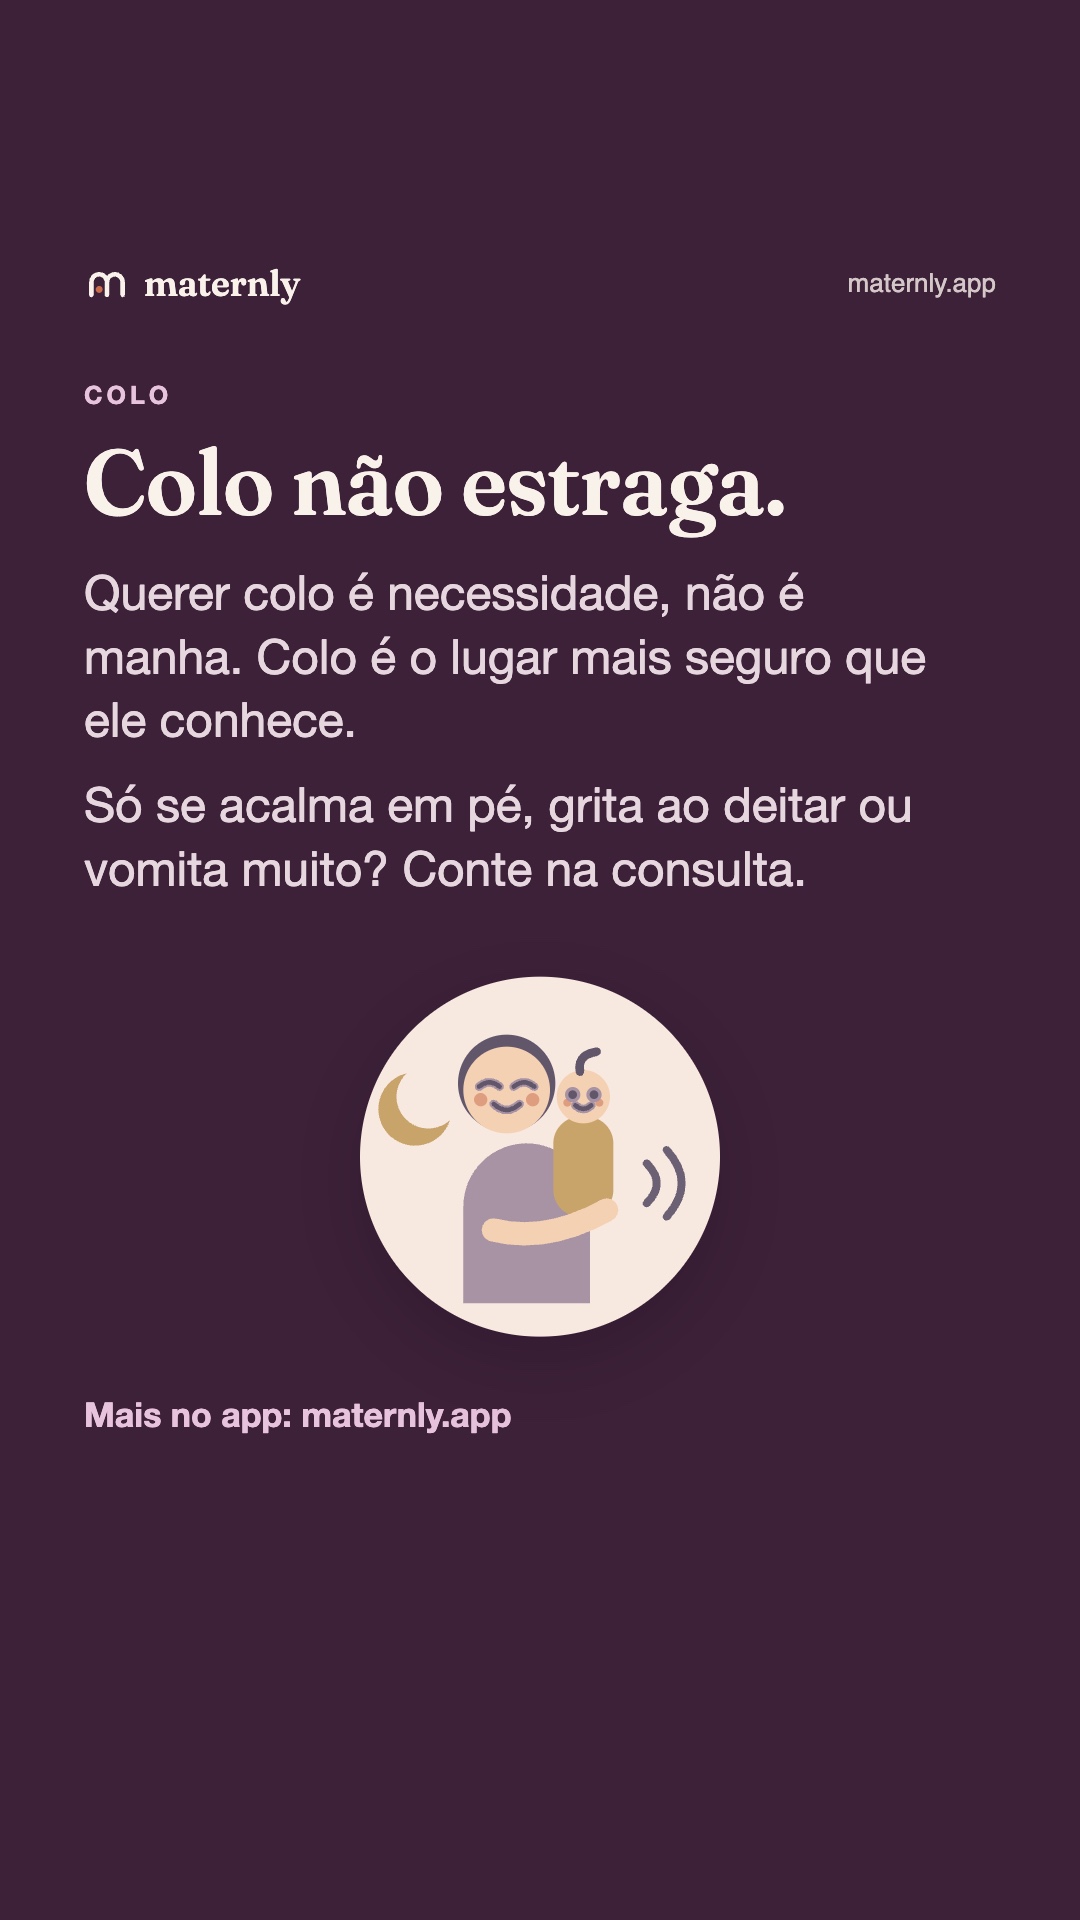 maternly
maternly.app
COLO
Colo não estraga.
Querer colo é necessidade, não é
manha. Colo é o lugar mais seguro que
ele conhece.
Só se acalma em pé, grita ao deitar ou
vomita muito? Conte na consulta.
Mais no app: maternly.app